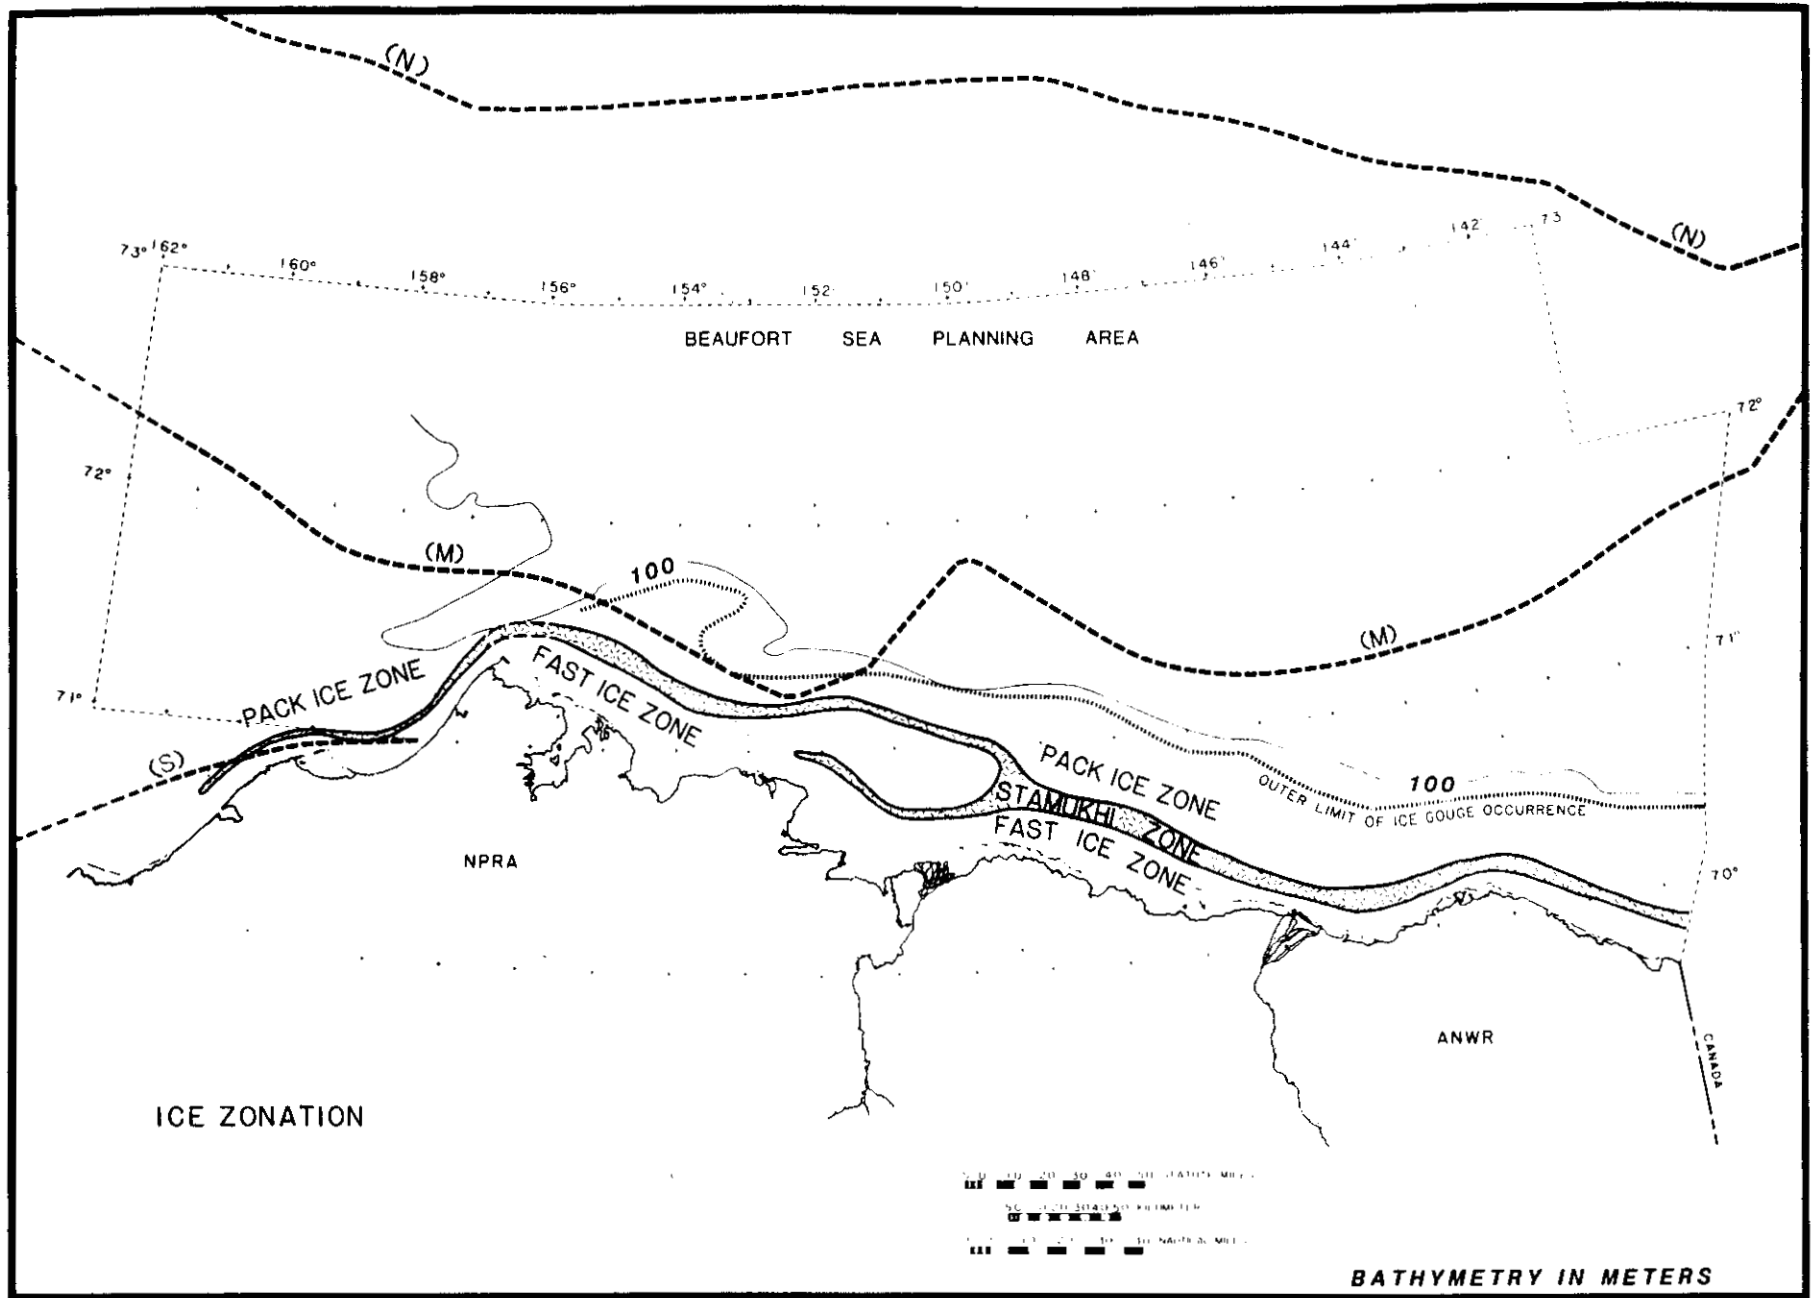 (N)
(N)
73° 162°
160°
158°
156°
154°
152
150
148
146
144
142
73
BEAUFORT SEA PLANNING AREA
72°
72°
(M)
100
(M)
71°
PACK ICE ZONE
FAST ICE ZONE
71°
(S)
PACK ICE ZONE
STAMUKHI ZONE
FAST ICE ZONE
100
OUTER LIMIT OF ICE GOUGE OCCURRENCE
NPRA
70°
ANWR
CANADA
ICE ZONATION
BATHYMETRY IN METERS